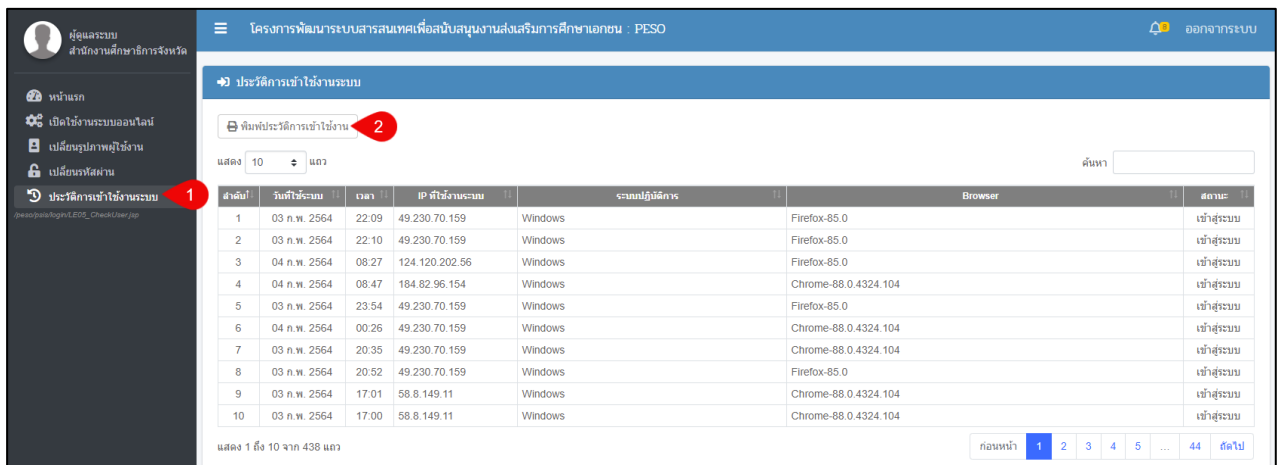 ผู้ดูแลระบบ
สำนักงานศึกษาธิการจังหวัด
โครงการพัฒนาระบบสารสนเทศเพื่อสนับสนุนงานส่งเสริมการศึกษาเอกชน : PESO
8 ออกจากระบบ
หน้าแรก
เปิดใช้งานระบบออนไลน์
เปลี่ยนรูปภาพผู้ใช้งาน
เปลี่ยนรหัสผ่าน
ประวัติการเข้าใช้งานระบบ 1
/peso/psis/login/LE05_CheckUser.jsp
ประวัติการเข้าใช้งานระบบ
พิมพ์ประวัติการเข้าใช้งาน 2
แสดง 10 แถว ค้นหา
ลำดับ วันที่ใช้ระบบ เวลา IP ที่ใช้งานระบบ ระบบปฏิบัติการ Browser สถานะ
1 03 ก.พ. 2564 22:09 49.230.70.159 Windows Firefox-85.0 เข้าสู่ระบบ
2 03 ก.พ. 2564 22:10 49.230.70.159 Windows Firefox-85.0 เข้าสู่ระบบ
3 04 ก.พ. 2564 08:27 124.120.202.56 Windows Firefox-85.0 เข้าสู่ระบบ
4 04 ก.พ. 2564 08:47 184.82.96.154 Windows Chrome-88.0.4324.104 เข้าสู่ระบบ
5 03 ก.พ. 2564 23:54 49.230.70.159 Windows Firefox-85.0 เข้าสู่ระบบ
6 04 ก.พ. 2564 00:26 49.230.70.159 Windows Chrome-88.0.4324.104 เข้าสู่ระบบ
7 03 ก.พ. 2564 20:35 49.230.70.159 Windows Chrome-88.0.4324.104 เข้าสู่ระบบ
8 03 ก.พ. 2564 20:52 49.230.70.159 Windows Firefox-85.0 เข้าสู่ระบบ
9 03 ก.พ. 2564 17:01 58.8.149.11 Windows Chrome-88.0.4324.104 เข้าสู่ระบบ
10 03 ก.พ. 2564 17:00 58.8.149.11 Windows Chrome-88.0.4324.104 เข้าสู่ระบบ
แสดง 1 ถึง 10 จาก 438 แถว
ก่อนหน้า 1 2 3 4 5 ... 44 ถัดไป